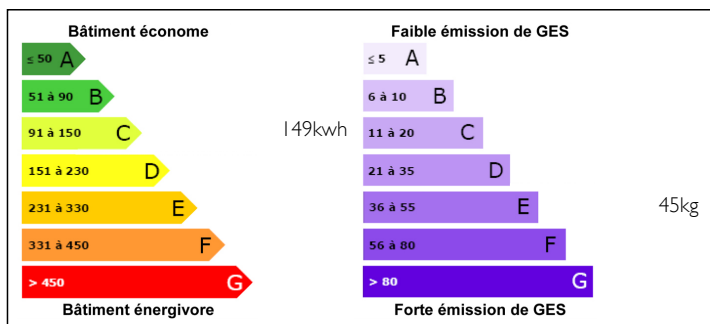 Bâtiment économe
≤ 50 A
51 à 90 B
91 à 150 C
149kwh
151 à 230 D
231 à 330 E
331 à 450 F
> 450 G
Bâtiment énergivore
Faible émission de GES
≤ 5 A
6 à 10 B
11 à 20 C
21 à 35 D
36 à 55 E
45kg
56 à 80 F
> 80 G
Forte émission de GES